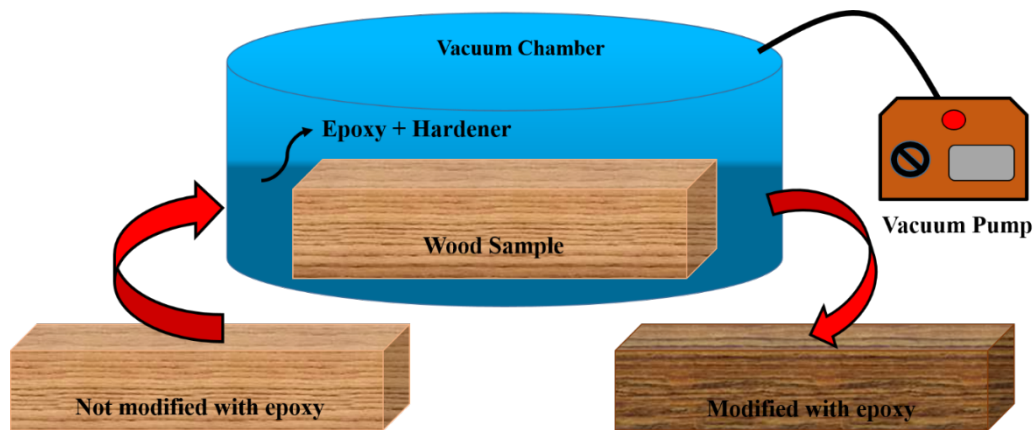 Vacuum Chamber
Epoxy + Hardener
Wood Sample
Vacuum Pump
Not modified with epoxy
Modified with epoxy